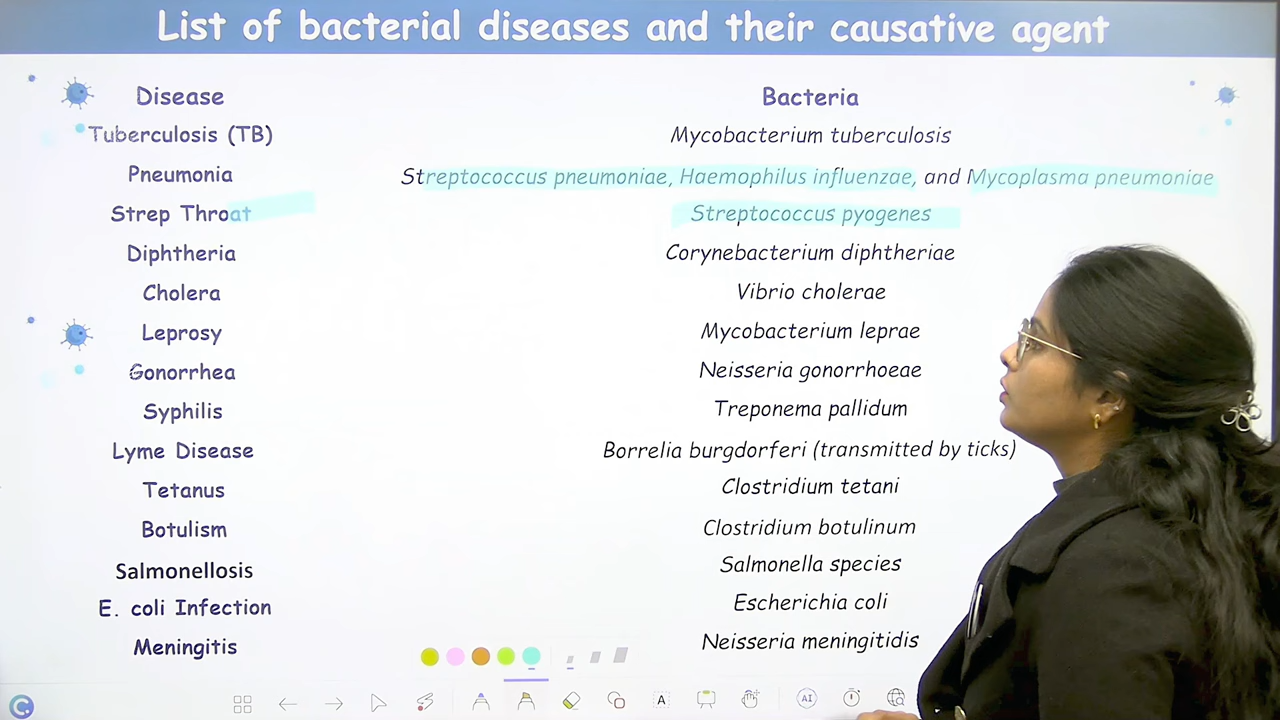 List of bacterial diseases and their causative agent
Disease Bacteria
Tuberculosis (TB) Mycobacterium tuberculosis
Pneumonia Streptococcus pneumoniae, Haemophilus influenzae, and Mycoplasma pneumoniae
Strep Throat Streptococcus pyogenes
Diphtheria Corynebacterium diphtheriae
Cholera Vibrio cholerae
Leprosy Mycobacterium leprae
Gonorrhea Neisseria gonorrhoeae
Syphilis Treponema pallidum
Lyme Disease Borrelia burgdorferi (transmitted by ticks)
Tetanus Clostridium tetani
Botulism Clostridium botulinum
Salmonellosis Salmonella species
E. coli Infection Escherichia coli
Meningitis Neisseria meningitidis
A AI